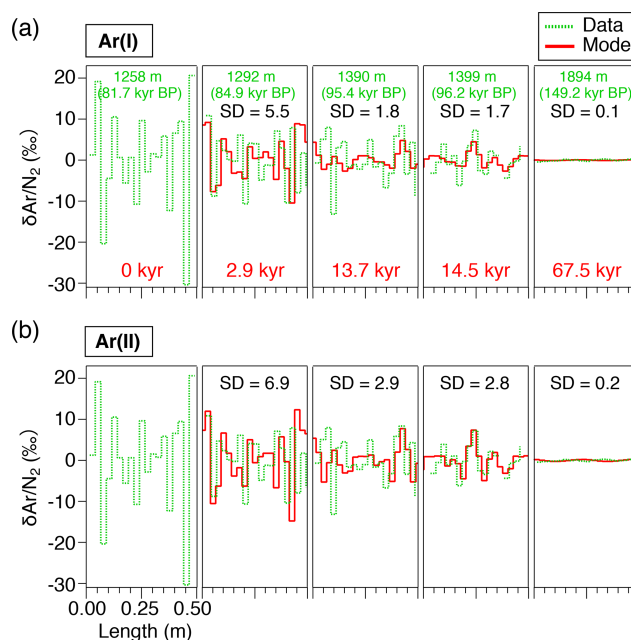 (a)
Ar(I)
Data
Model
1258 m
(81.7 kyr BP)
1292 m
(84.9 kyr BP)
SD = 5.5
1390 m
(95.4 kyr BP)
SD = 1.8
1399 m
(96.2 kyr BP)
SD = 1.7
1894 m
(149.2 kyr BP)
SD = 0.1
20
10
0
-10
-20
-30
δAr/N2 (‰)
0 kyr
2.9 kyr
13.7 kyr
14.5 kyr
67.5 kyr
(b)
Ar(II)
SD = 6.9
SD = 2.9
SD = 2.8
SD = 0.2
20
10
0
-10
-20
-30
δAr/N2 (‰)
0.00 0.25 0.50
Length (m)